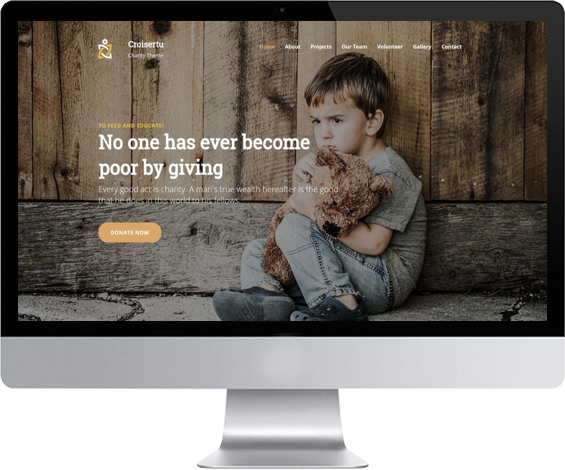 Croisertu
Charity Theme
Home About Projects Our Team Volunteer Gallery Contact
TO FEED AND EDUCATE!
No one has ever become
poor by giving
Every good act is charity. A man's true wealth hereafter is the good
that he does in this world to his fellows.
DONATE NOW